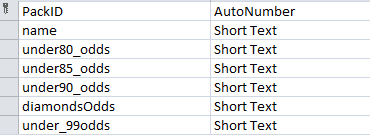 PackID AutoNumber
name Short Text
under80_odds Short Text
under85_odds Short Text
under90_odds Short Text
diamondsOdds Short Text
under_99odds Short Text